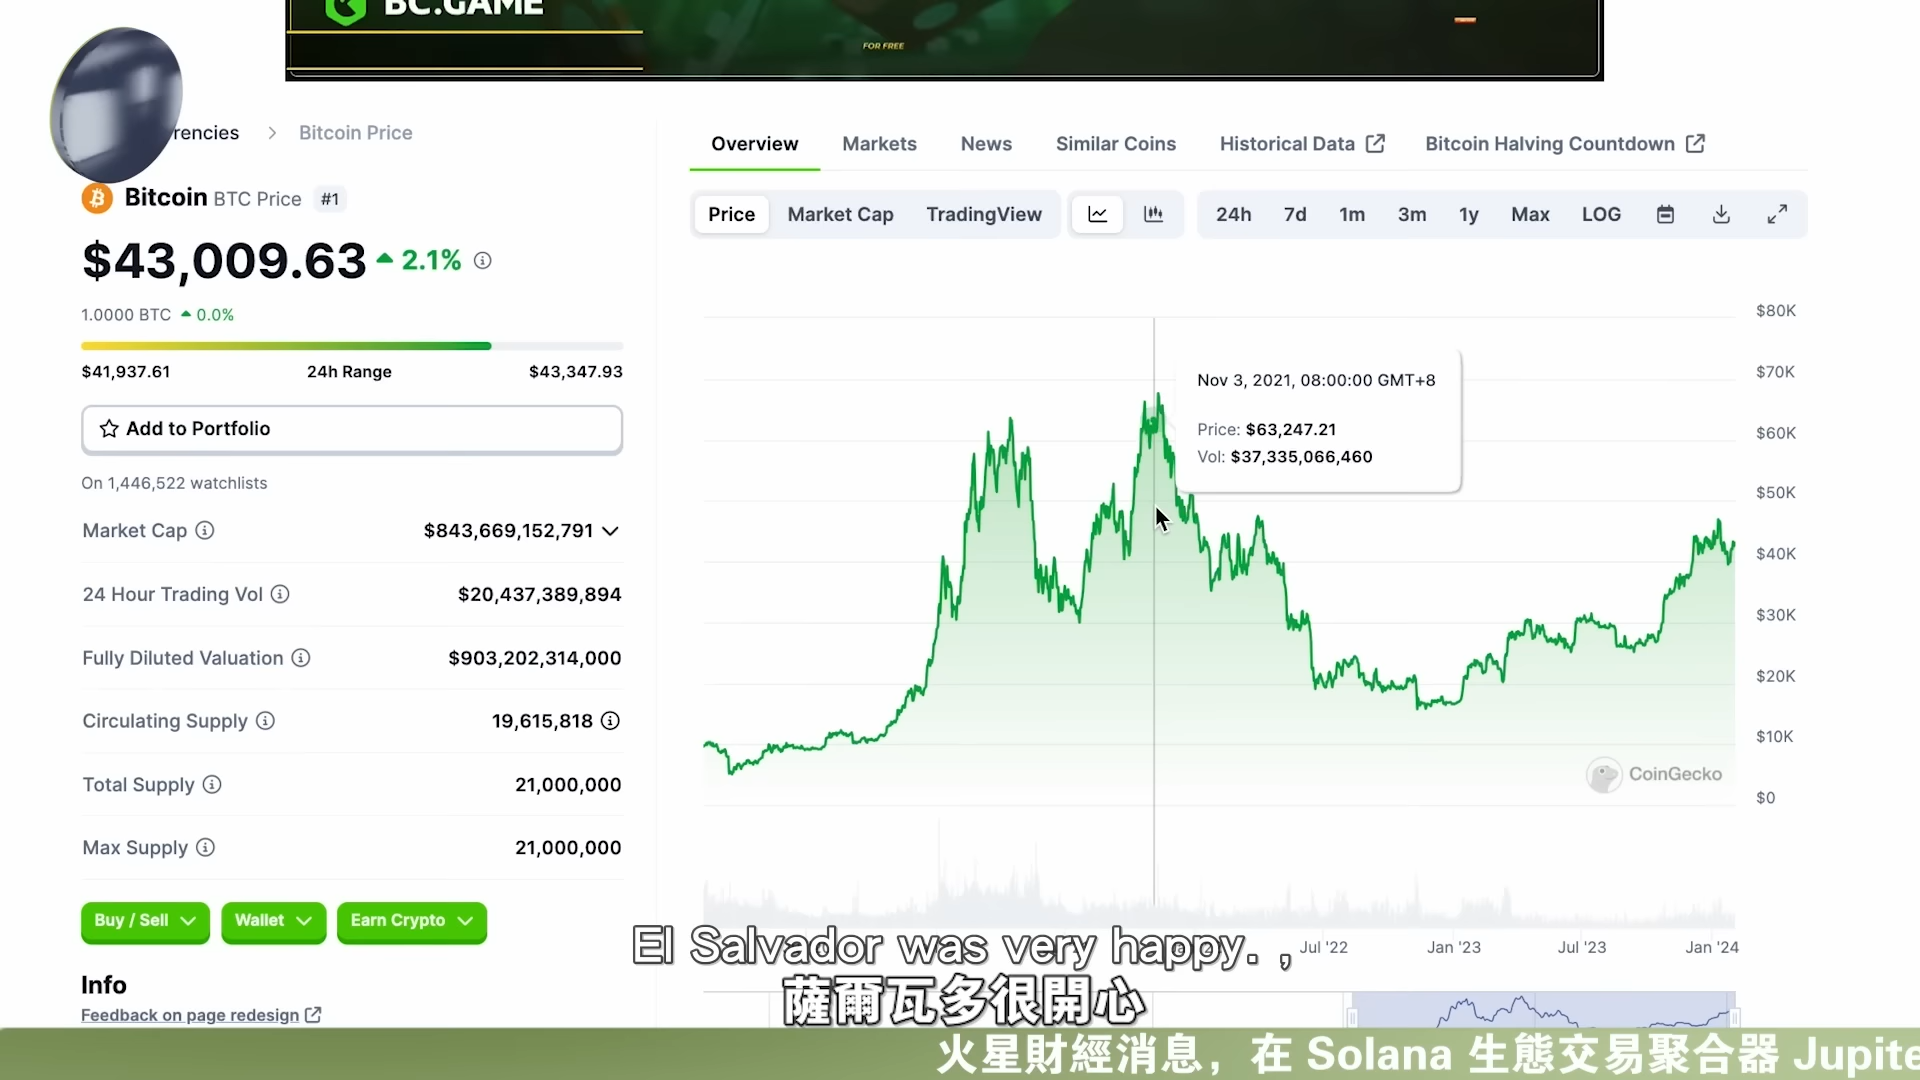 BC.GAME
FOR FREE
rencies > Bitcoin Price
Bitcoin BTC Price #1
$43,009.63 2.1%
1.0000 BTC 0.0%
$41,937.61 24h Range $43,347.93
Add to Portfolio
On 1,446,522 watchlists
Market Cap $843,669,152,791
24 Hour Trading Vol $20,437,389,894
Fully Diluted Valuation $903,202,314,000
Circulating Supply 19,615,818
Total Supply 21,000,000
Max Supply 21,000,000
Buy / Sell Wallet Earn Crypto
Info
Feedback on page redesign
Overview Markets News Similar Coins Historical Data Bitcoin Halving Countdown
Price Market Cap TradingView 24h 7d 1m 3m 1y Max LOG
$80K
$70K
$60K
$50K
$40K
$30K
$20K
$10K
$0
Nov 3, 2021, 08:00:00 GMT+8
Price: $63,247.21
Vol: $37,335,066,460
CoinGecko
Jul '22 Jan '23 Jul '23 Jan '24
El Salvador was very happy. ,
薩爾瓦多很開心
火星財經消息，在 Solana 生態交易聚合器 Jupite